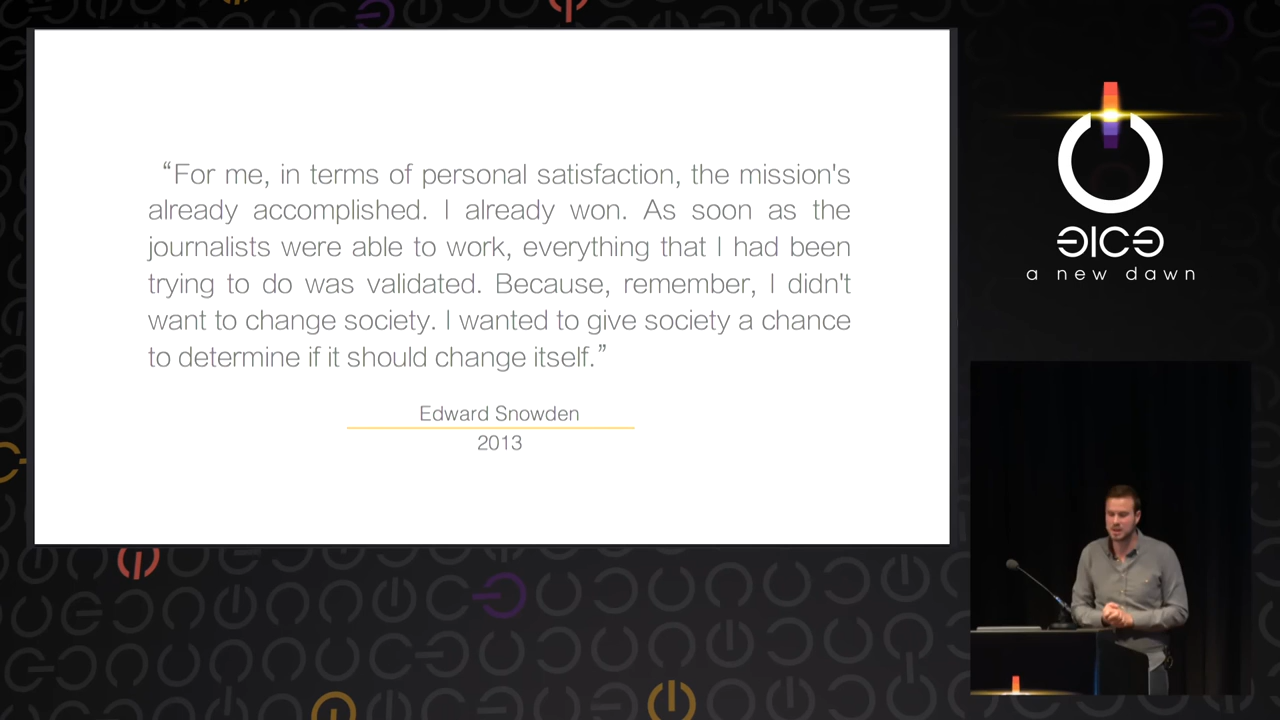 “For me, in terms of personal satisfaction, the mission's
already accomplished. I already won. As soon as the
journalists were able to work, everything that I had been
trying to do was validated. Because, remember, I didn't
want to change society. I wanted to give society a chance
to determine if it should change itself.”
Edward Snowden
2013
a new dawn